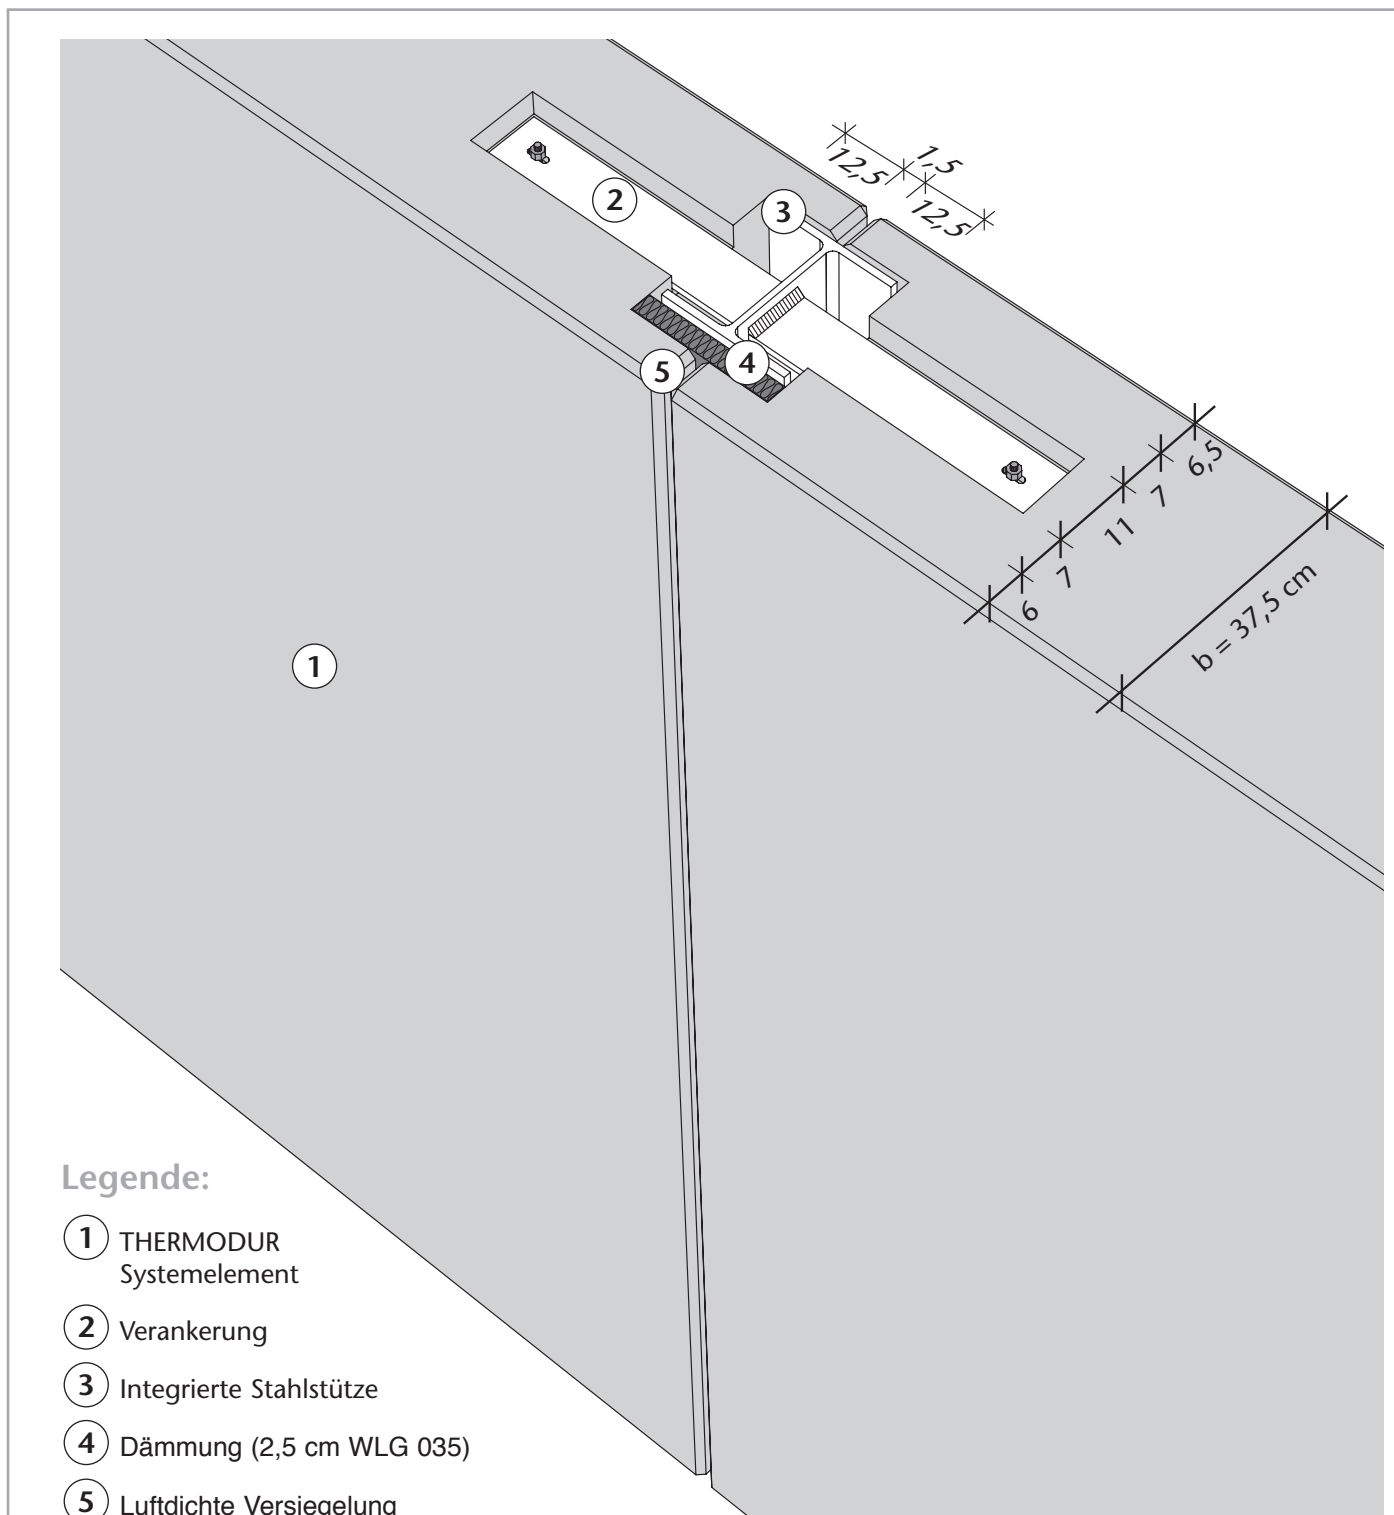 12,5
1,5
12,5
2
3
4
5
6,5
7
11
7
6
b = 37,5 cm
1
Legende:
1 THERMODUR
Systemelement
2 Verankerung
3 Integrierte Stahlstütze
4 Dämmung (2,5 cm WLG 035)
5 Luftdichte Versiegelung